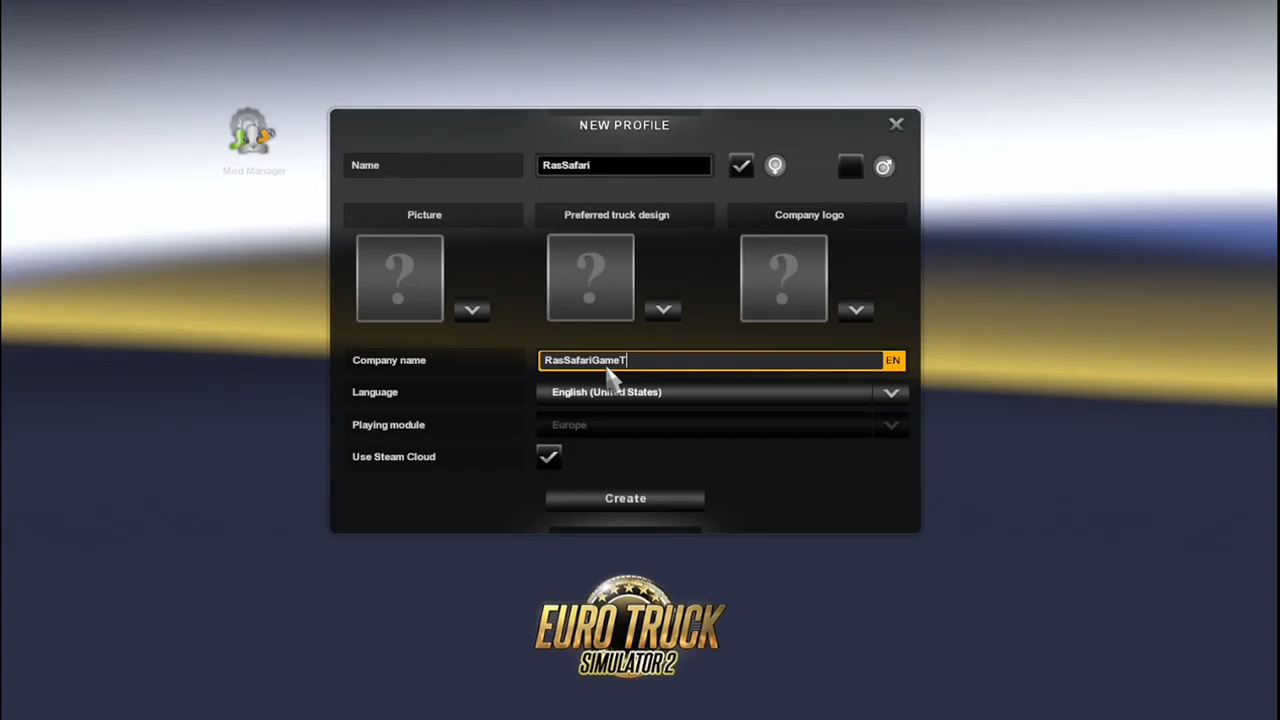 NEW PROFILE
Mod Manager
Name RasSafari
Picture Preferred truck design Company logo
? ? ?
Company name RasSafariGameT EN
Language English (United States)
Playing module Europe
Use Steam Cloud
Create
EURO TRUCK
SIMULATOR 2